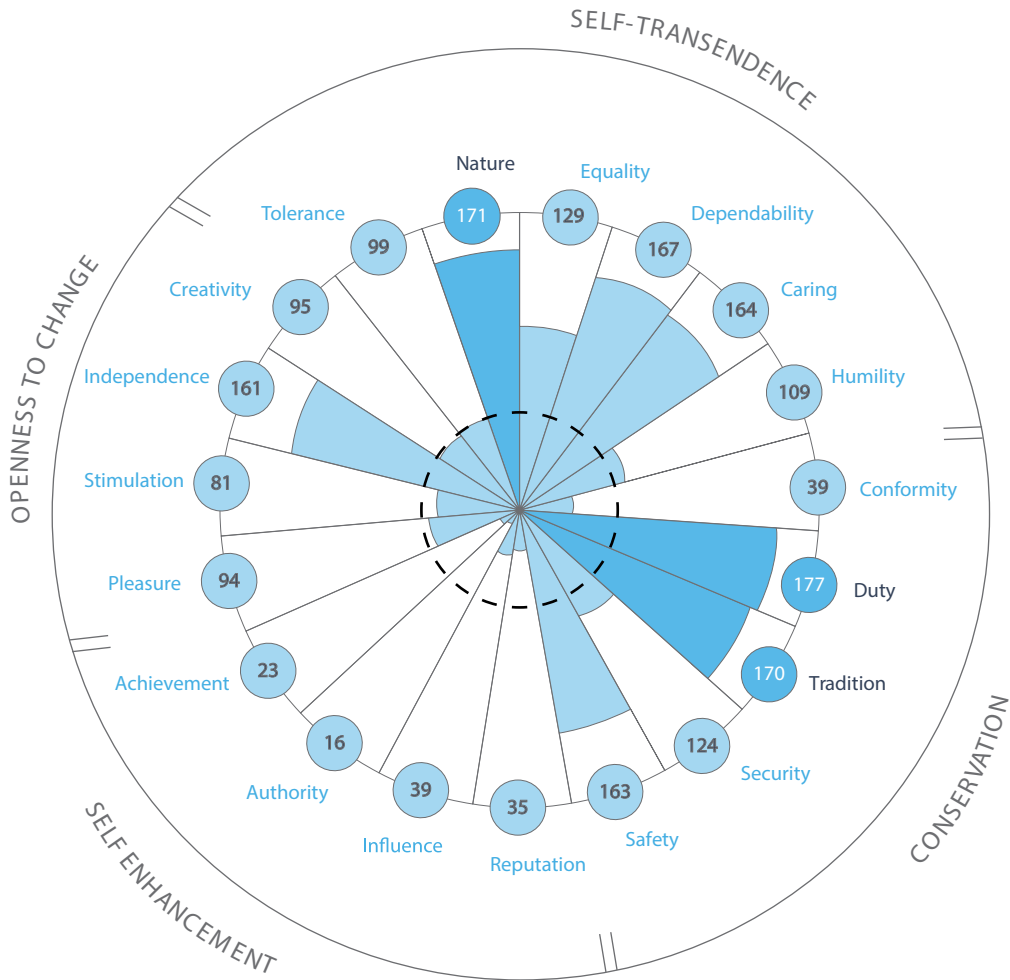 SELF-TRANSENDENCE
Nature
171
Equality
129
Dependability
167
Caring
164
Humility
109
Conformity
39
Duty
177
Tradition
170
Security
124
Safety
163
Reputation
35
Influence
39
Authority
16
Achievement
23
Pleasure
94
Stimulation
81
Independence
161
Creativity
95
Tolerance
99
OPENNESS TO CHANGE
CONSERVATION
SELF ENHANCEMENT